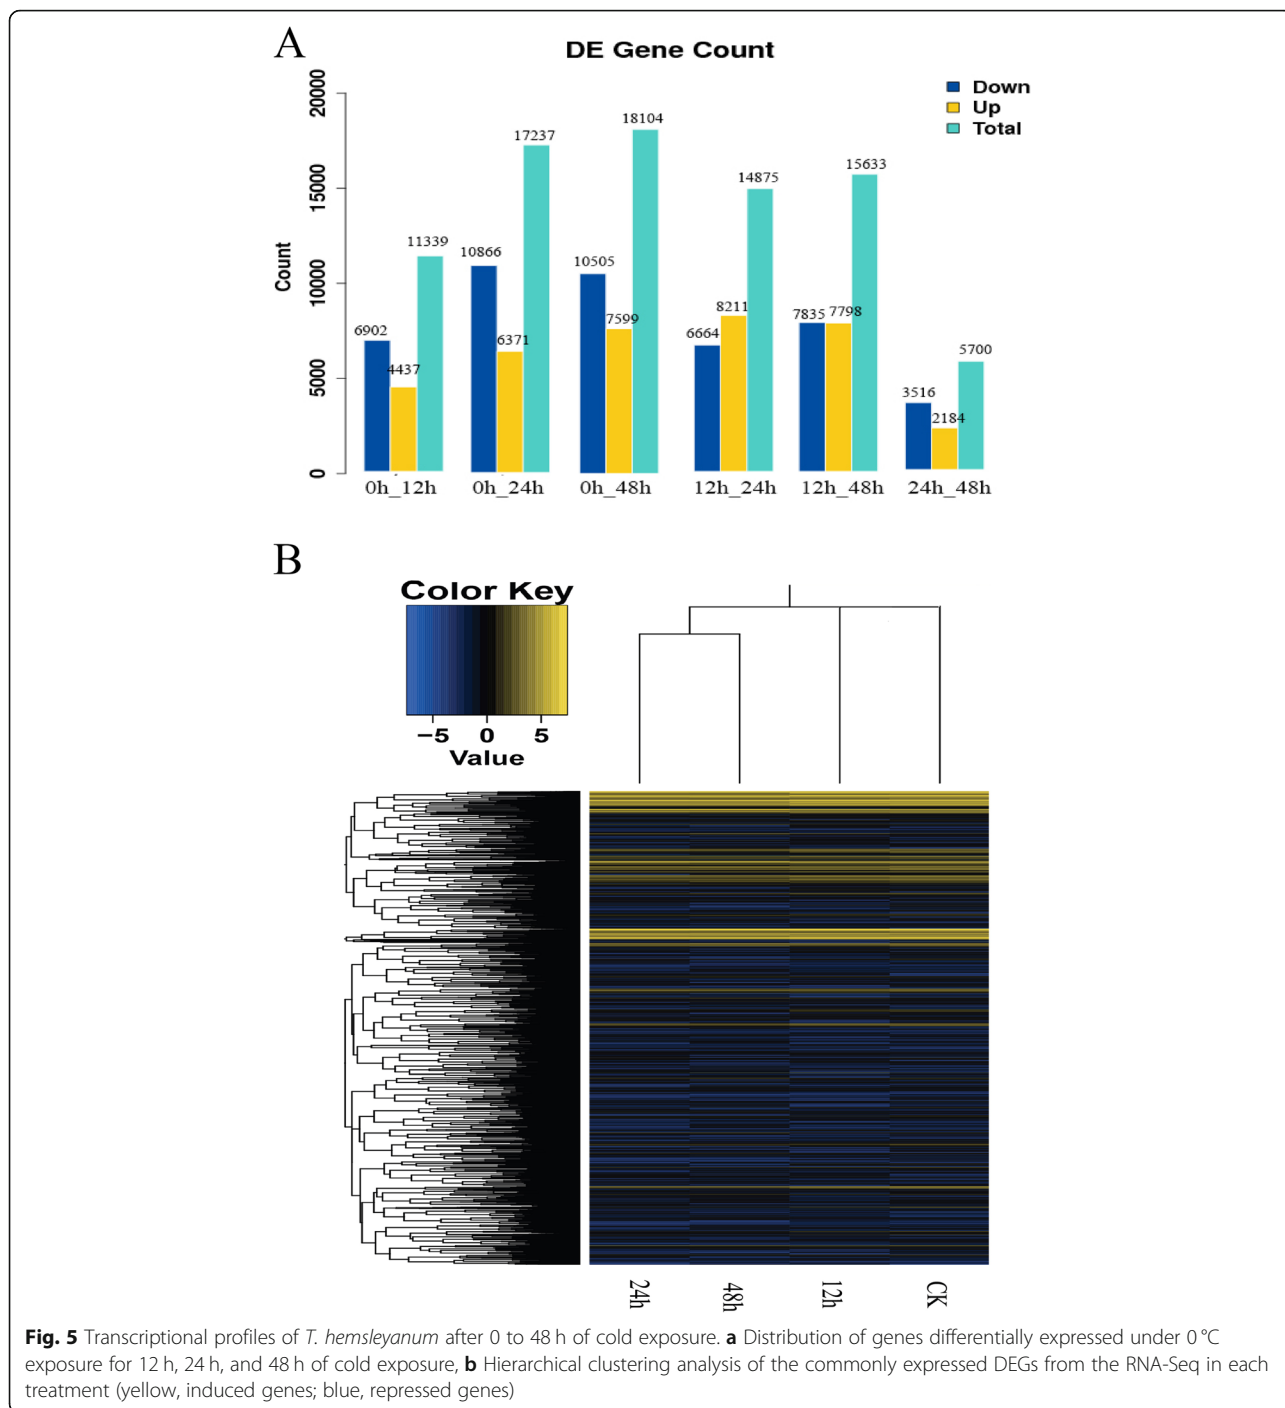 A
DE Gene Count
Down
Up
Total
Count
20000
15000
10000
5000
0
6902
4437
11339
10866
6371
17237
10505
7599
18104
6664
8211
14875
7835
7798
15633
3516
2184
5700
0h_12h
0h_24h
0h_48h
12h_24h
12h_48h
24h_48h
B
Color Key
−5 0 5
Value
24h
48h
12h
CK
Fig. 5 Transcriptional profiles of T. hemsleyanum after 0 to 48 h of cold exposure. a Distribution of genes differentially expressed under 0 °C
exposure for 12 h, 24 h, and 48 h of cold exposure, b Hierarchical clustering analysis of the commonly expressed DEGs from the RNA-Seq in each
treatment (yellow, induced genes; blue, repressed genes)